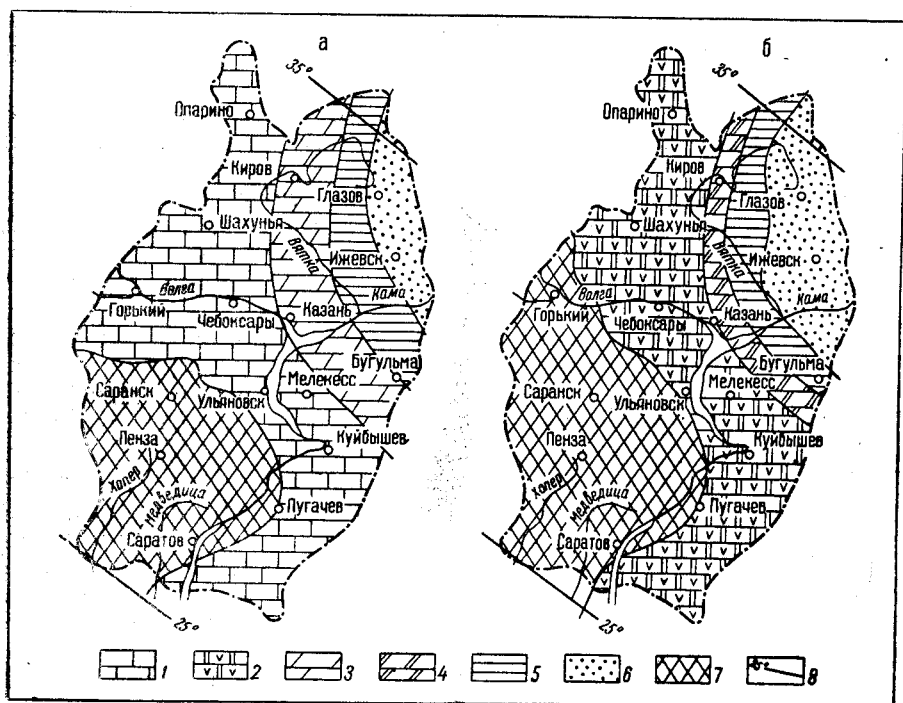 а
35°
Опарино
Киров
Глазов
Шахунья
Вятка
Ижевск
Волга
Кама
Горький
Чебоксары
Казань
Бугульма
Мелекесс
Саранск
Ульяновск
Пенза
Куйбышев
Хопер
Медведица
Пугачев
Саратов
25°
б
35°
Опарино
Киров
Глазов
Шахунья
Вятка
Ижевск
Волга
Кама
Горький
Чебоксары
Казань
Бугульма
Мелекесс
Саранск
Ульяновск
Пенза
Куйбышев
Хопер
Медведица
Пугачев
Саратов
25°
1 2 3 4 5 6 7 8